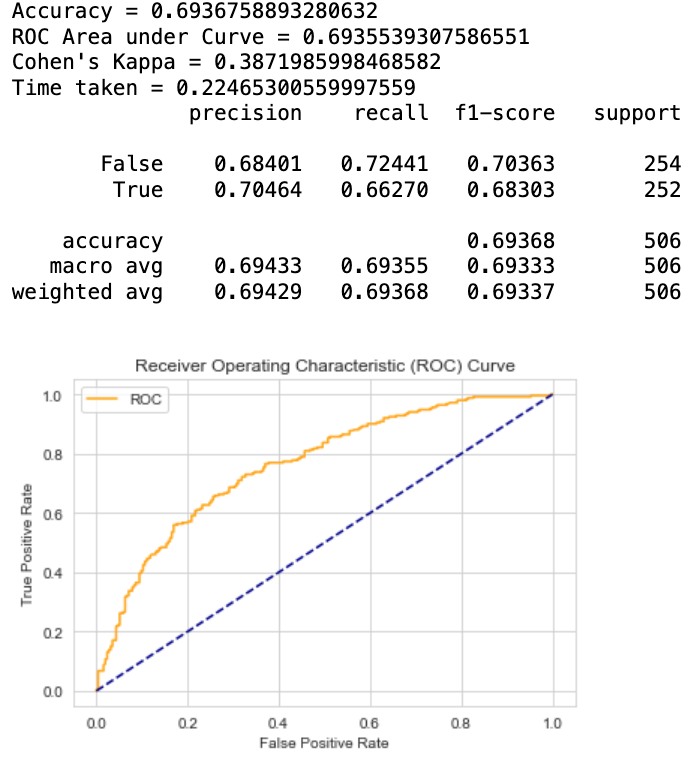 Accuracy = 0.6936758893280632
ROC Area under Curve = 0.6935539307586551
Cohen's Kappa = 0.3871985998468582
Time taken = 0.22465300559997559
precision recall f1-score support
False 0.68401 0.72441 0.70363 254
True 0.70464 0.66270 0.68303 252
accuracy 0.69368 506
macro avg 0.69433 0.69355 0.69333 506
weighted avg 0.69429 0.69368 0.69337 506
Receiver Operating Characteristic (ROC) Curve
ROC
1.0
0.8
0.6
0.4
0.2
0.0
True Positive Rate
0.0 0.2 0.4 0.6 0.8 1.0
False Positive Rate